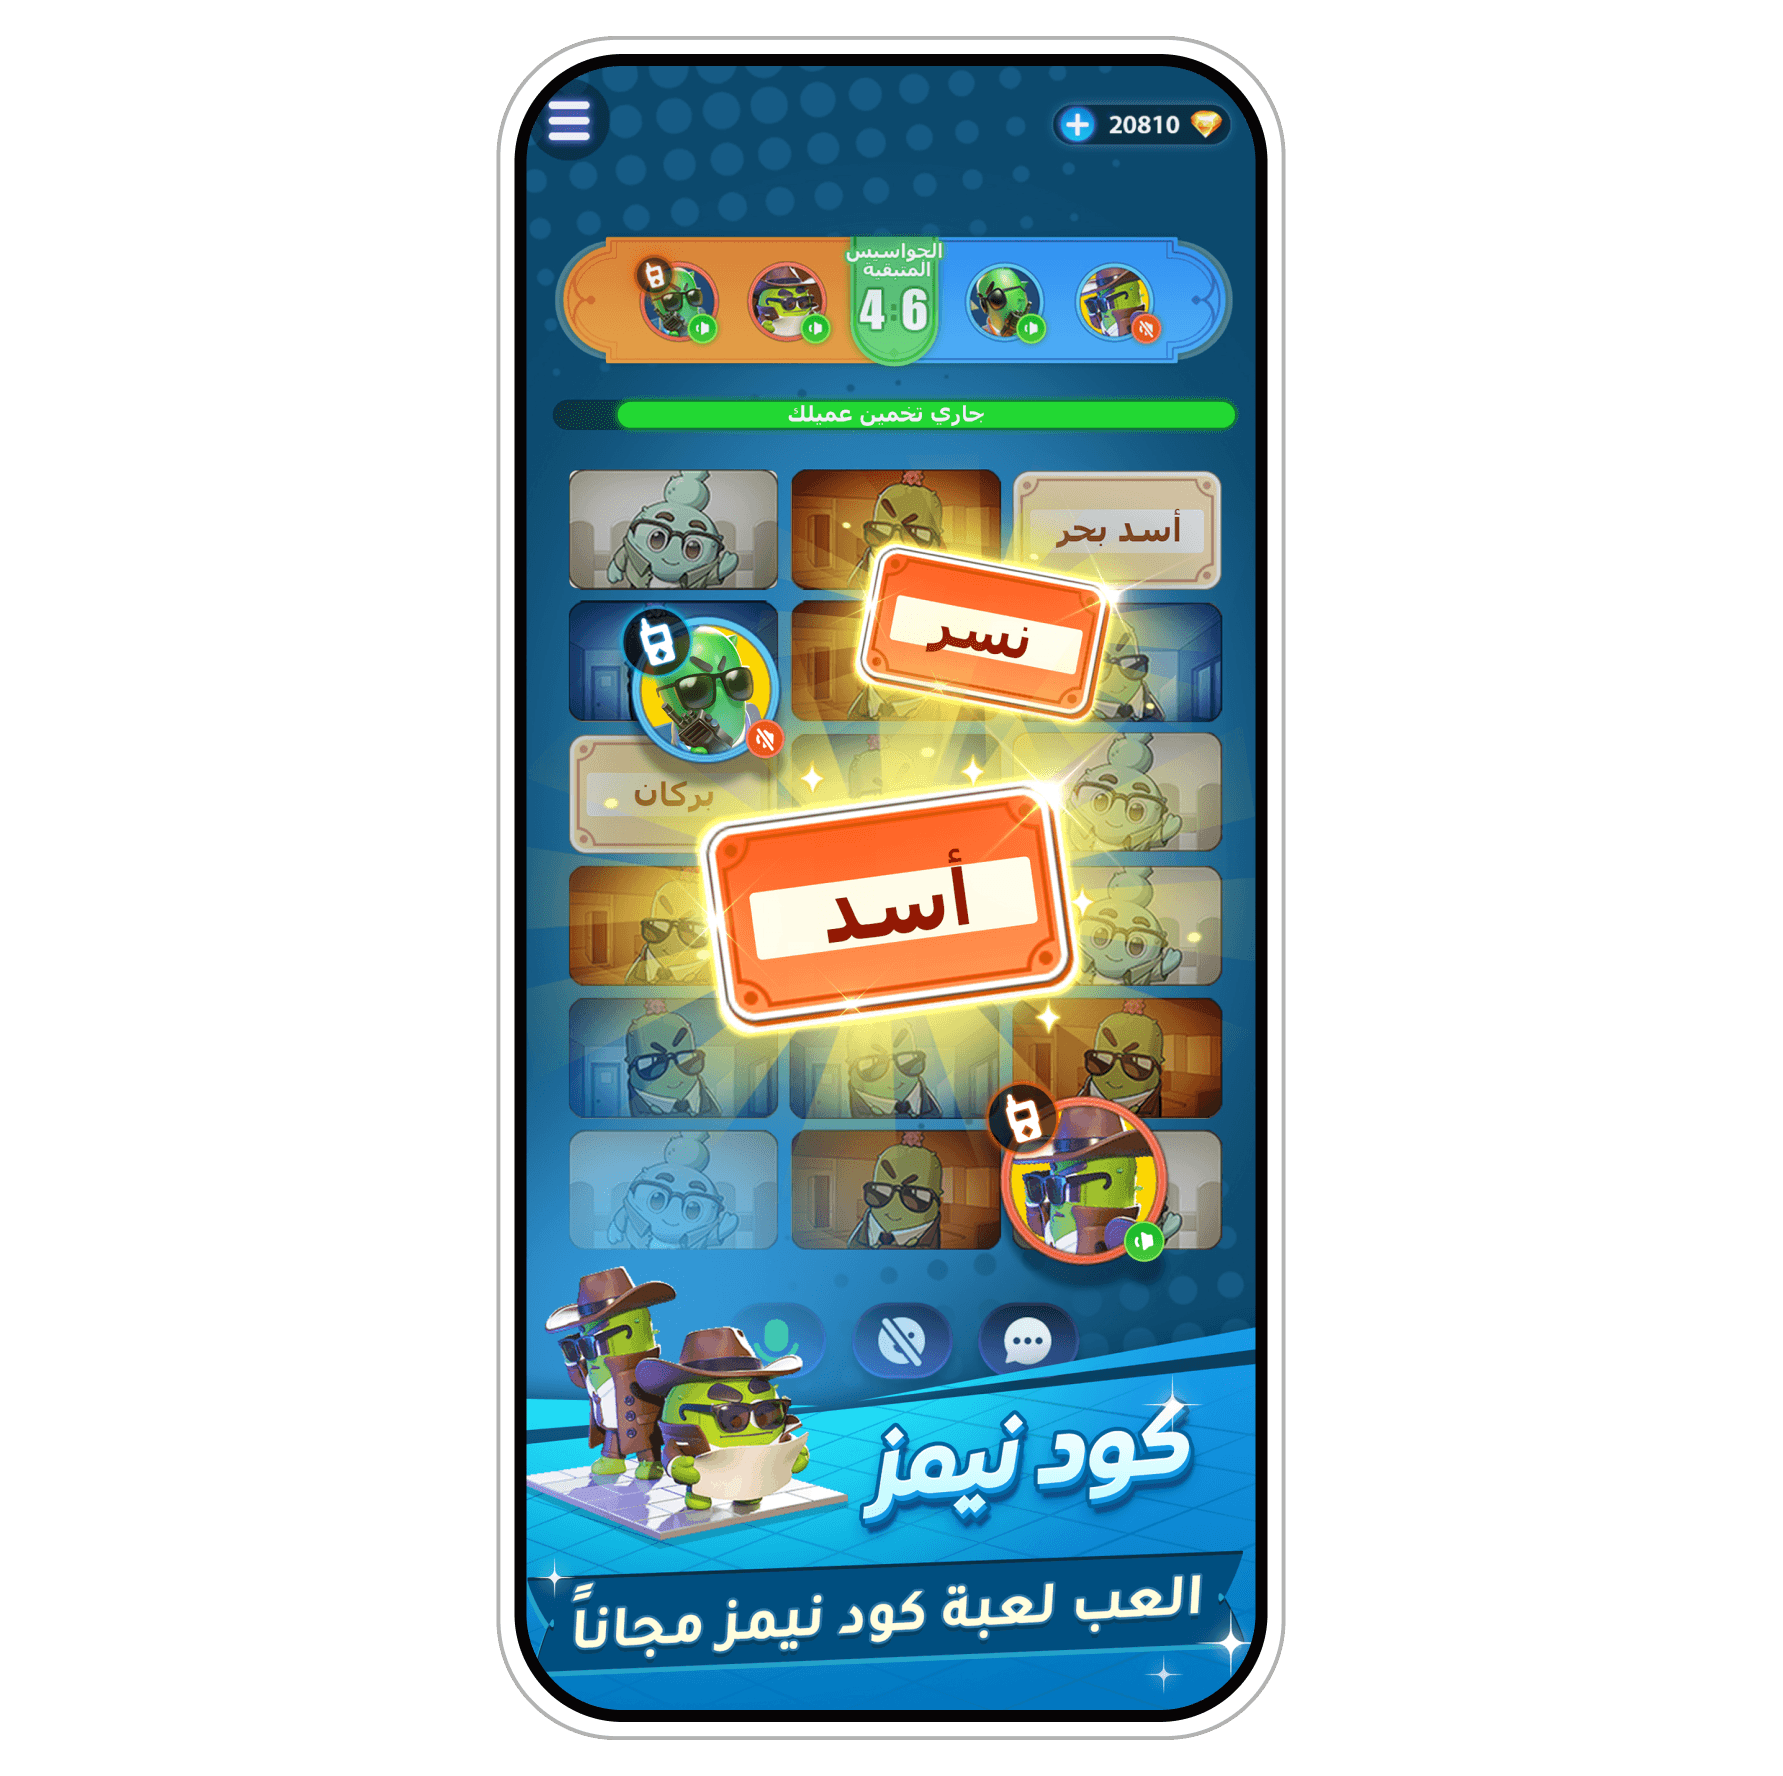 20810
الجواسيس
المتبقية
4:6
جاري تخمين عميلك
أسد بحر
نسر
بركان
أسد
كود نيمز
العب لعبة كود نيمز مجاناً